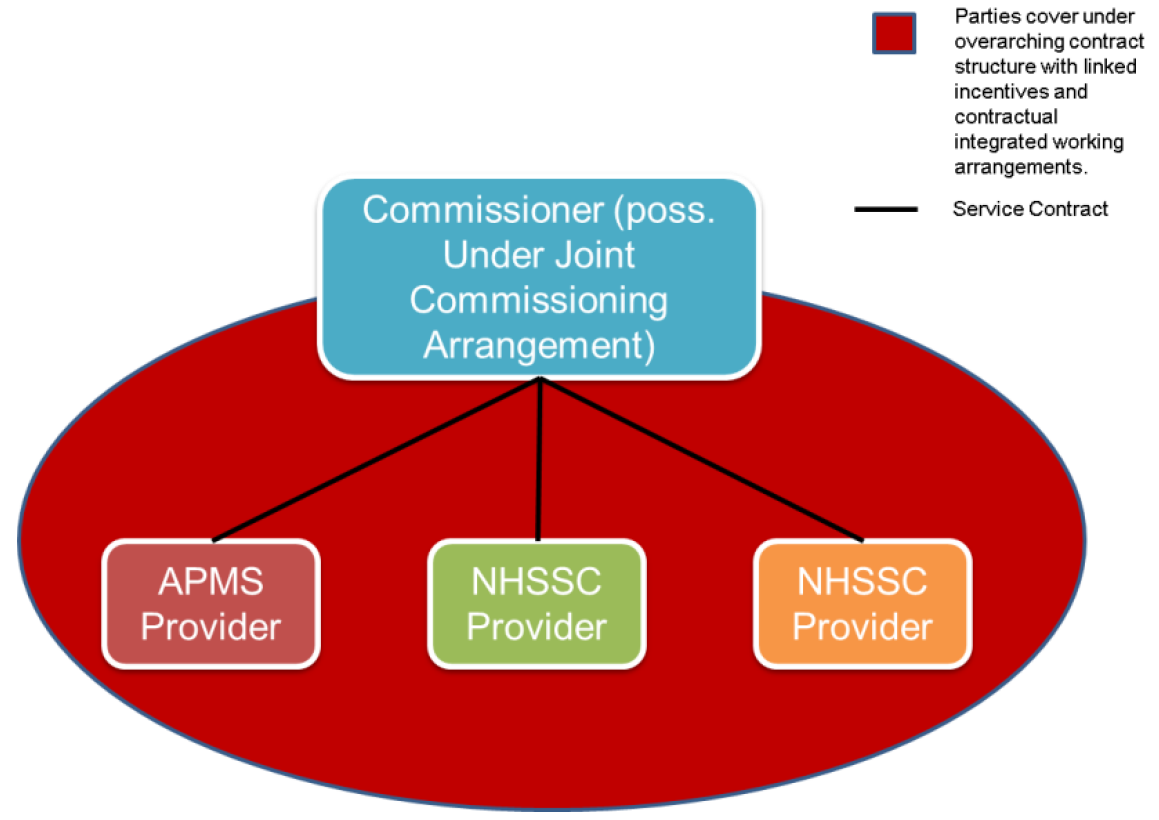 Parties cover under
overarching contract
structure with linked
incentives and
contractual
integrated working
arrangements.
Service Contract
Commissioner (poss.
Under Joint
Commissioning
Arrangement)
APMS
Provider
NHSSC
Provider
NHSSC
Provider